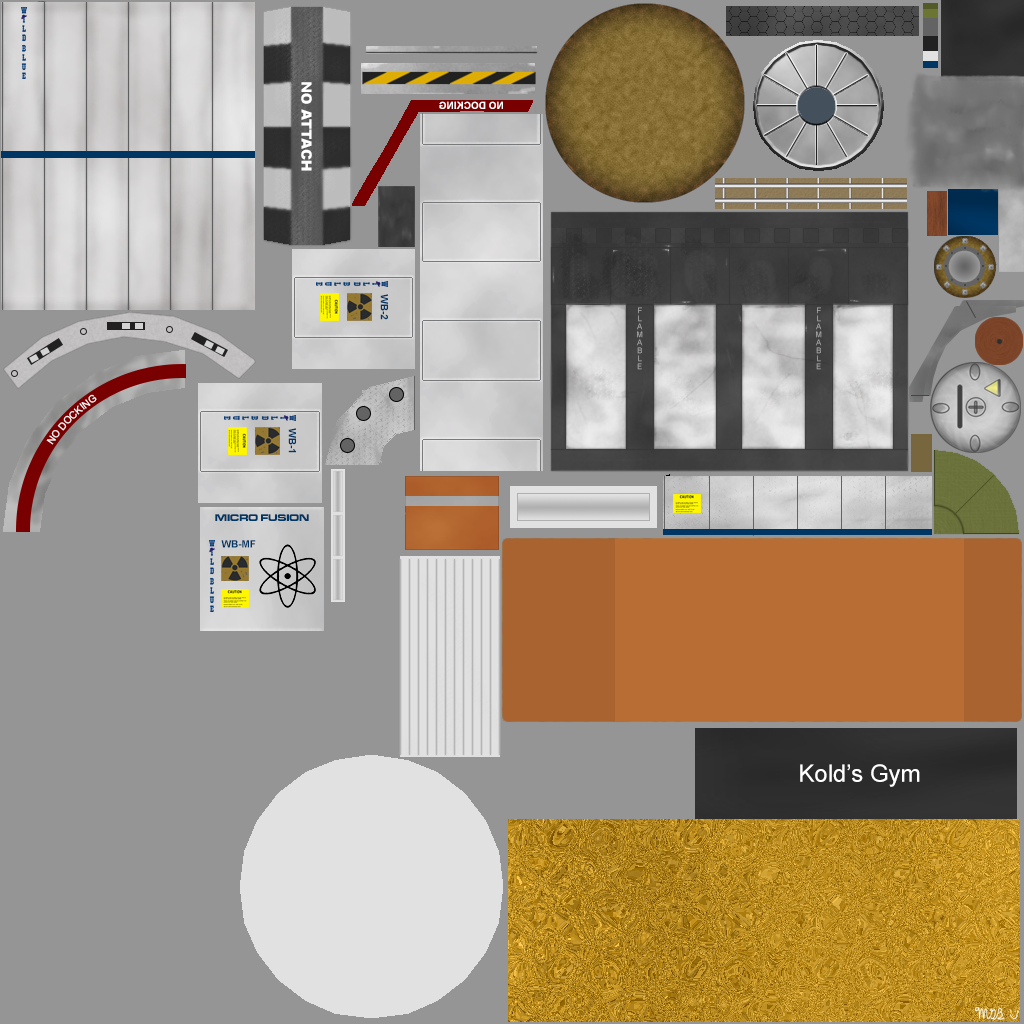 WILDBLUE
NO ATTACH
NO DOCKING
WILDBLUE
WB-2
CAUTION
FLAMABLE
FLAMABLE
NO DOCKING
WILDBLUE
WB-1
CAUTION
CAUTION
MICRO FUSION
WB-MF
WILDBLUE
CAUTION
Kold's Gym